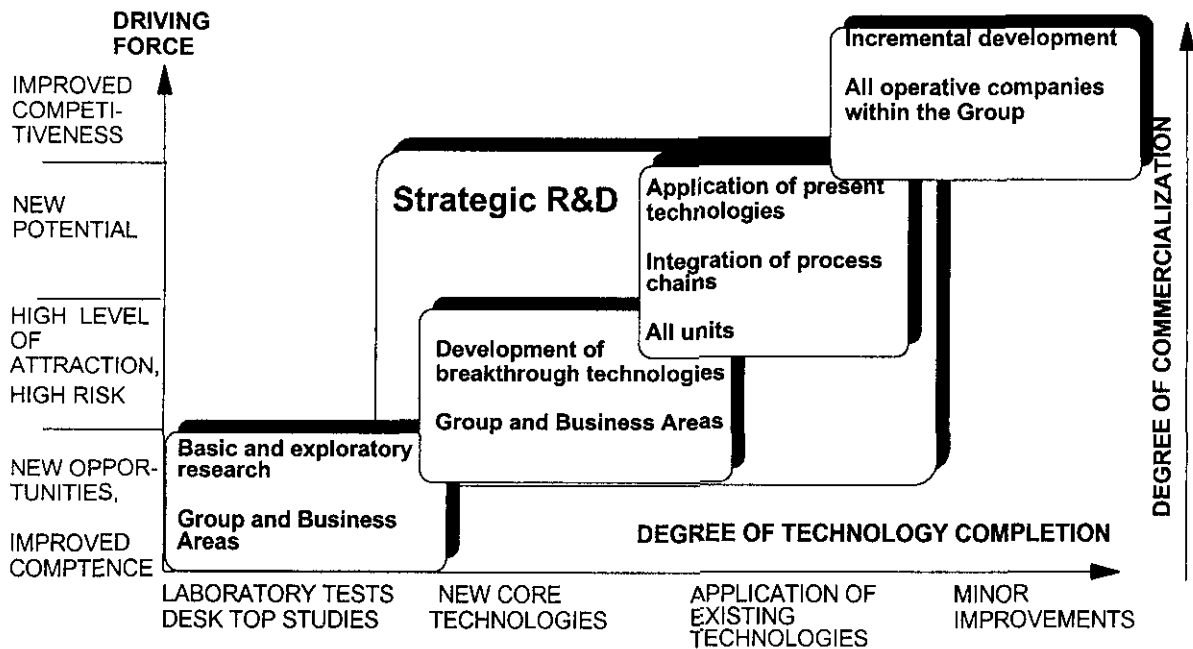 DRIVING
FORCE
IMPROVED
COMPETI-
TIVENESS
NEW
POTENTIAL
HIGH LEVEL
OF
ATTRACTION,
HIGH RISK
NEW OPPOR-
TUNITIES,
IMPROVED
COMPTENCE
Incremental development
All operative companies
within the Group
Strategic R&D
Application of present
technologies
Integration of process
chains
All units
Development of
breakthrough technologies
Group and Business Areas
Basic and exploratory
research
Group and Business
Areas
DEGREE OF TECHNOLOGY COMPLETION
LABORATORY TESTS
DESK TOP STUDIES
NEW CORE
TECHNOLOGIES
APPLICATION OF
EXISTING
TECHNOLOGIES
MINOR
IMPROVEMENTS
DEGREE OF COMMERCIALIZATION